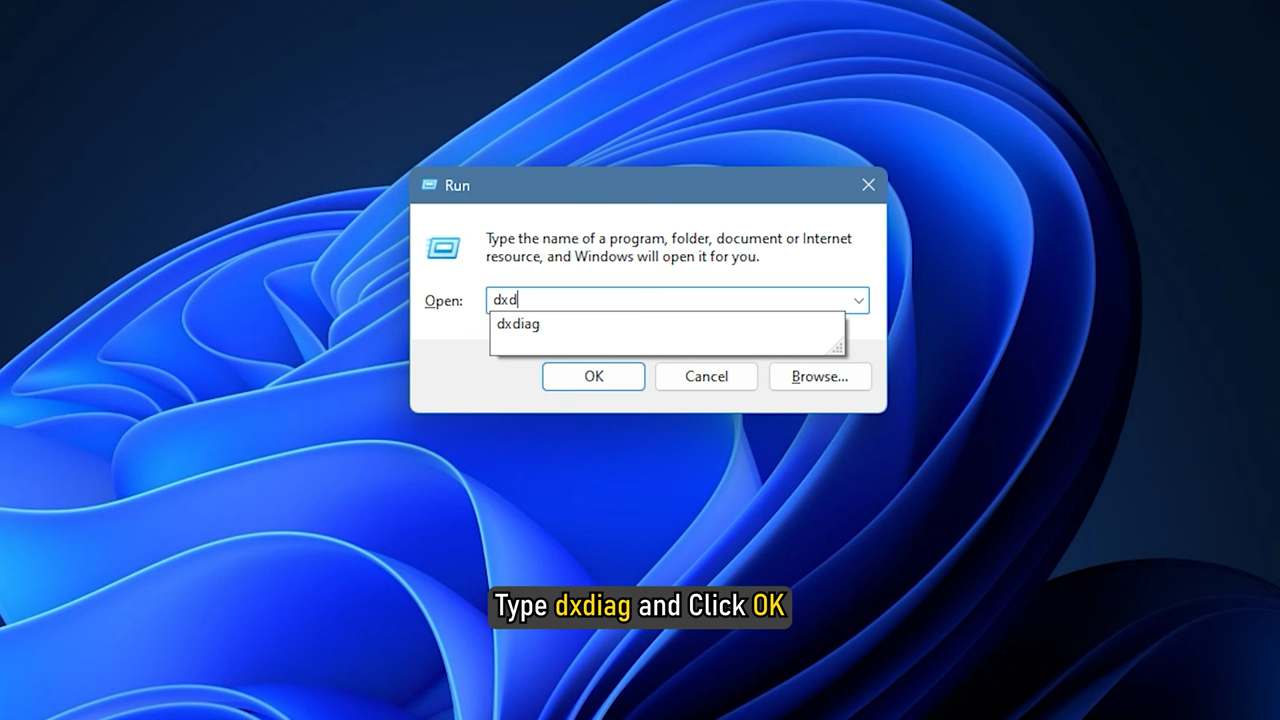 Run
Type the name of a program, folder, document or Internet
resource, and Windows will open it for you.
Open:
dxd
dxdiag
OK
Cancel
Browse...
Type dxdiag and Click OK